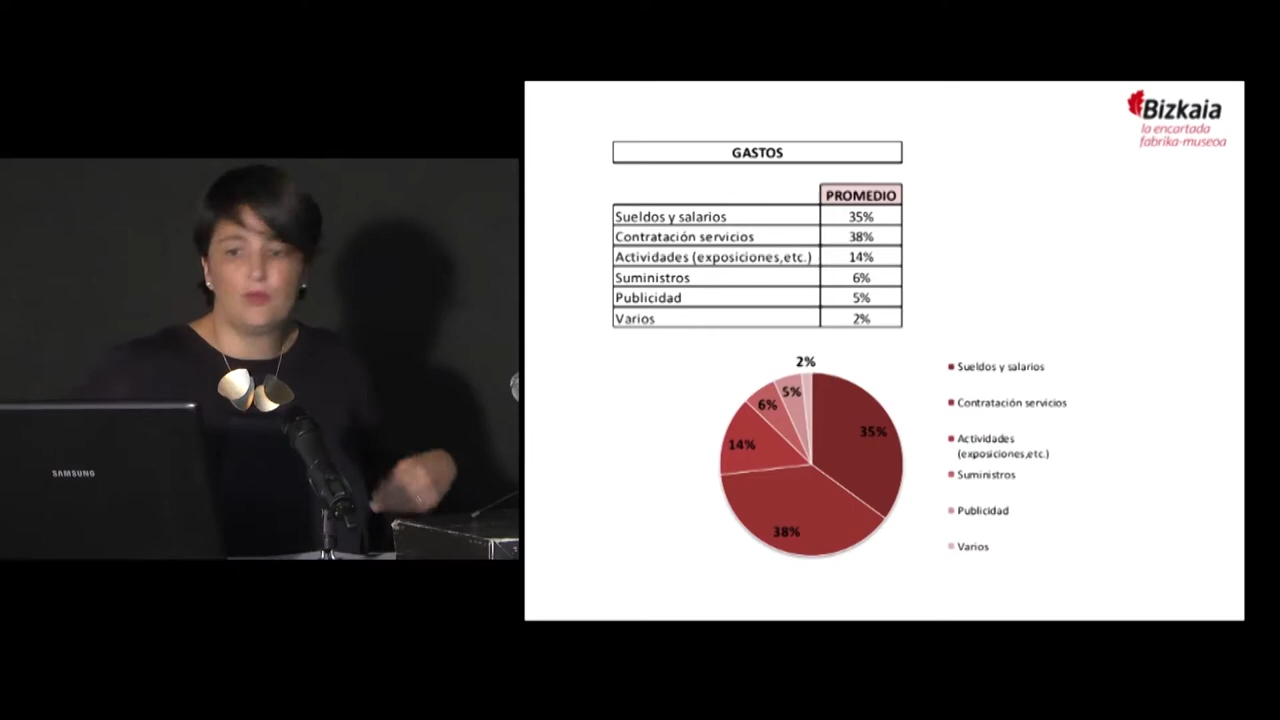 Bizkaia
la encartada
fabrika-museoa
GASTOS
PROMEDIO
Sueldos y salarios 35%
Contratación servicios 38%
Actividades (exposiciones,etc.) 14%
Suministros 6%
Publicidad 5%
Varios 2%
2%
5%
6%
35%
14%
38%
Sueldos y salarios
Contratación servicios
Actividades
(exposiciones,etc.)
Suministros
Publicidad
Varios
SAMSUNG